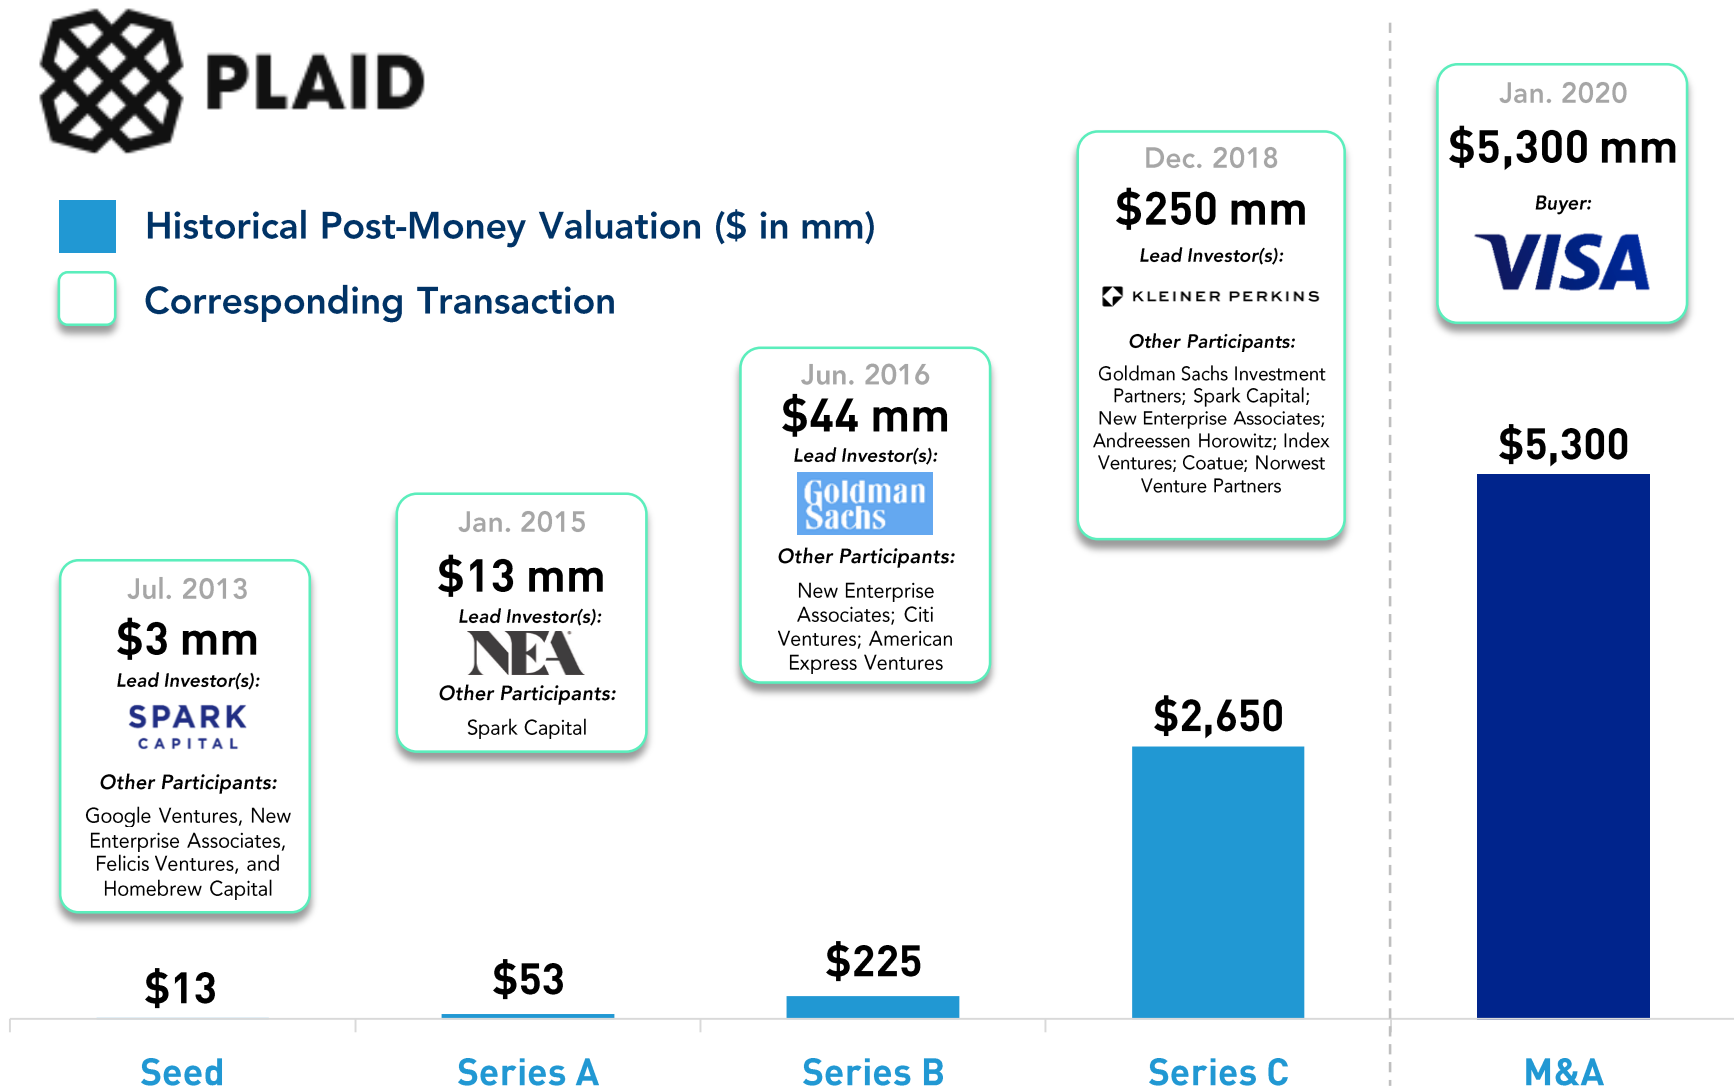 PLAID
Historical Post-Money Valuation ($ in mm)
Corresponding Transaction
Jul. 2013
$3 mm
Lead Investor(s):
SPARK
CAPITAL
Other Participants:
Google Ventures, New
Enterprise Associates,
Felicis Ventures, and
Homebrew Capital
$13
Seed
Jan. 2015
$13 mm
Lead Investor(s):
NEA
Other Participants:
Spark Capital
$53
Series A
Jun. 2016
$44 mm
Lead Investor(s):
Goldman
Sachs
Other Participants:
New Enterprise
Associates; Citi
Ventures; American
Express Ventures
$225
Series B
Dec. 2018
$250 mm
Lead Investor(s):
KLEINER PERKINS
Other Participants:
Goldman Sachs Investment
Partners; Spark Capital;
New Enterprise Associates;
Andreessen Horowitz; Index
Ventures; Coatue; Norwest
Venture Partners
$2,650
Series C
Jan. 2020
$5,300 mm
Buyer:
VISA
$5,300
M&A